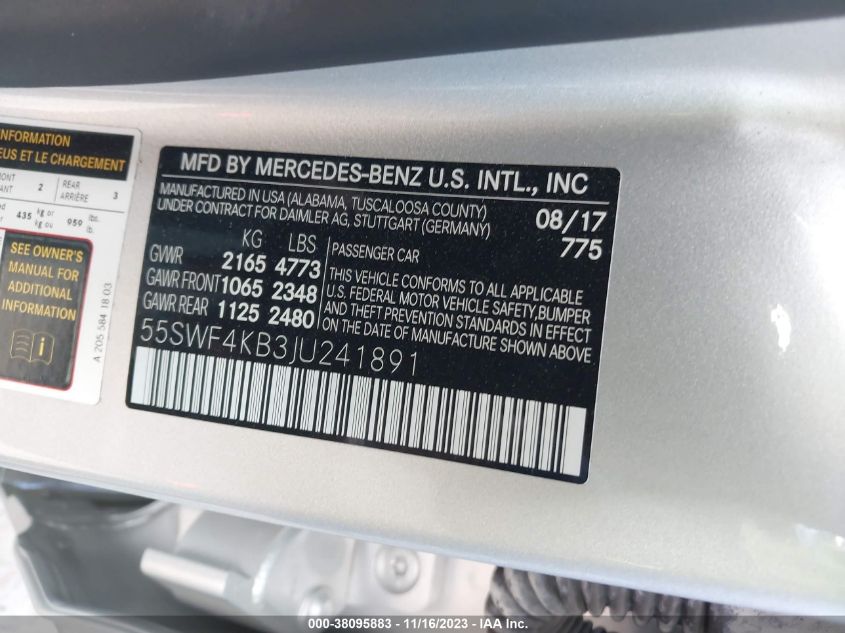 NFORMATION
EUS ET LE CHARGEMENT
2 REAR ARRIÈRE 3
435 kg or kg ou 959 lbs. lb.
SEE OWNER'S
MANUAL FOR
ADDITIONAL
INFORMATION
A 205 584 18 03
MFD BY MERCEDES-BENZ U.S. INTL., INC
MANUFACTURED IN USA (ALABAMA, TUSCALOOSA COUNTY)
UNDER CONTRACT FOR DAIMLER AG, STUTTGART (GERMANY)
08/17
775
KG LBS
GVWR 2165 4773
GAWR FRONT 1065 2348
GAWR REAR 1125 2480
PASSENGER CAR
THIS VEHICLE CONFORMS TO ALL APPLICABLE
U.S. FEDERAL MOTOR VEHICLE SAFETY, BUMPER
AND THEFT PREVENTION STANDARDS IN EFFECT
ON THE DATE OF MANUFACTURE SHOWN ABOVE
55SWF4KB3JU241891
000-38095883 - 11/16/2023 - IAA Inc.